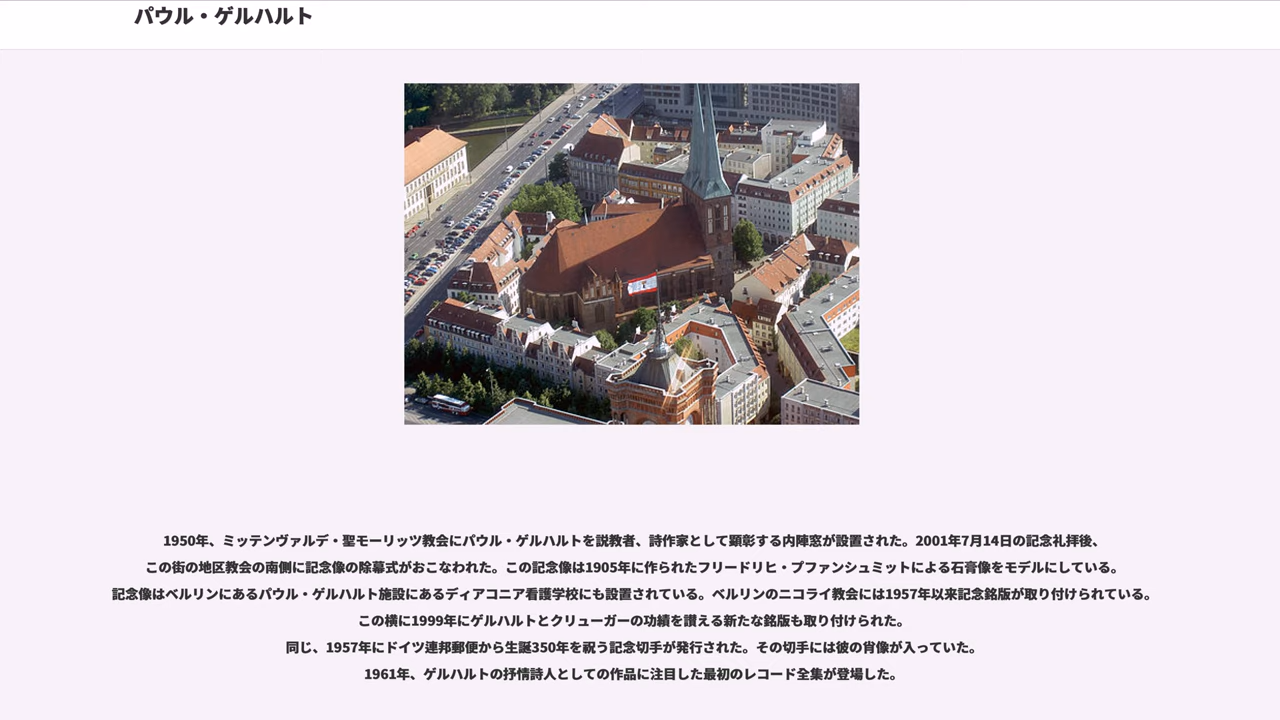 パウル・ゲルハルト
1950年、ミッテンヴァルデ・聖モーリッツ教会にパウル・ゲルハルトを説教者、詩作家として顕彰する内陣窓が設置された。2001年7月14日の記念礼拝後、
この街の地区教会の南側に記念像の除幕式がおこなわれた。この記念像は1905年に作られたフリードリヒ・プファンシュミットによる石膏像をモデルにしている。
記念像はベルリンにあるパウル・ゲルハルト施設にあるディアコニア看護学校にも設置されている。ベルリンのニコライ教会には1957年以来記念銘版が取り付けられている。
この横に1999年にゲルハルトとクリューガーの功績を讃える新たな銘版も取り付けられた。
同じ、1957年にドイツ連邦郵便から生誕350年を祝う記念切手が発行された。その切手には彼の肖像が入っていた。
1961年、ゲルハルトの抒情詩人としての作品に注目した最初のレコード全集が登場した。